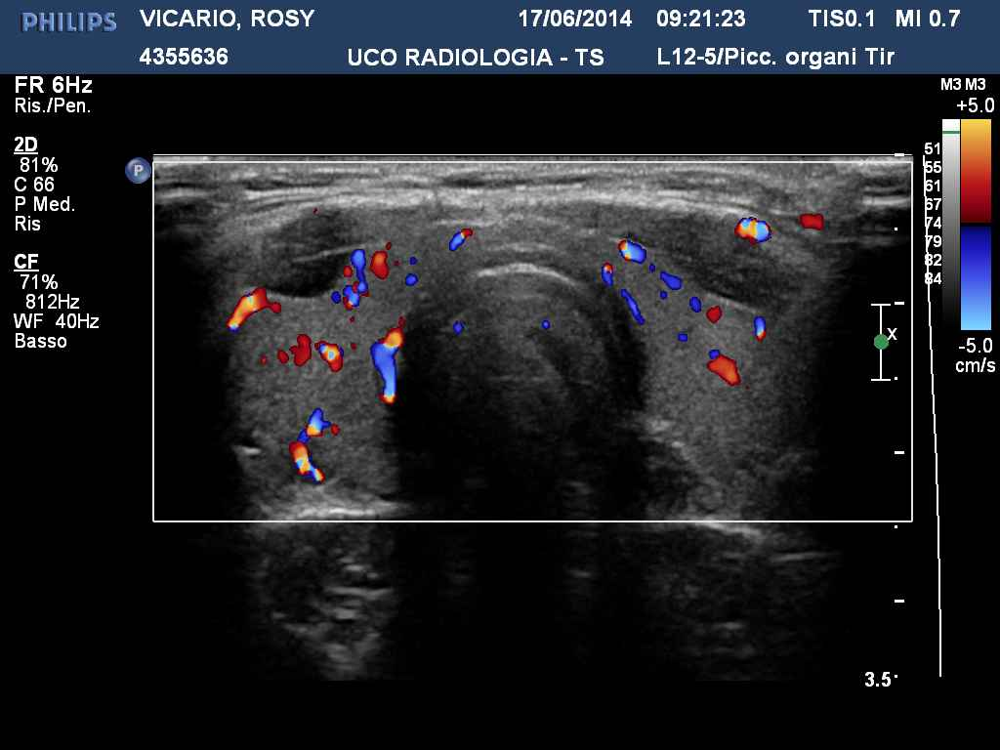 PHILIPS VICARIO, ROSY 17/06/2014 09:21:23 TIS0.1 MI 0.7
4355636 UCO RADIOLOGIA - TS L12-5/Picc. organi Tir
FR 6Hz
Ris./Pen.
2D
81%
C 66
P Med.
Ris
CF
71%
812Hz
WF 40Hz
Basso
P
M3 M3
+5.0
51
55
61
67
74
79
82
84
x
-5.0
cm/s
3.5